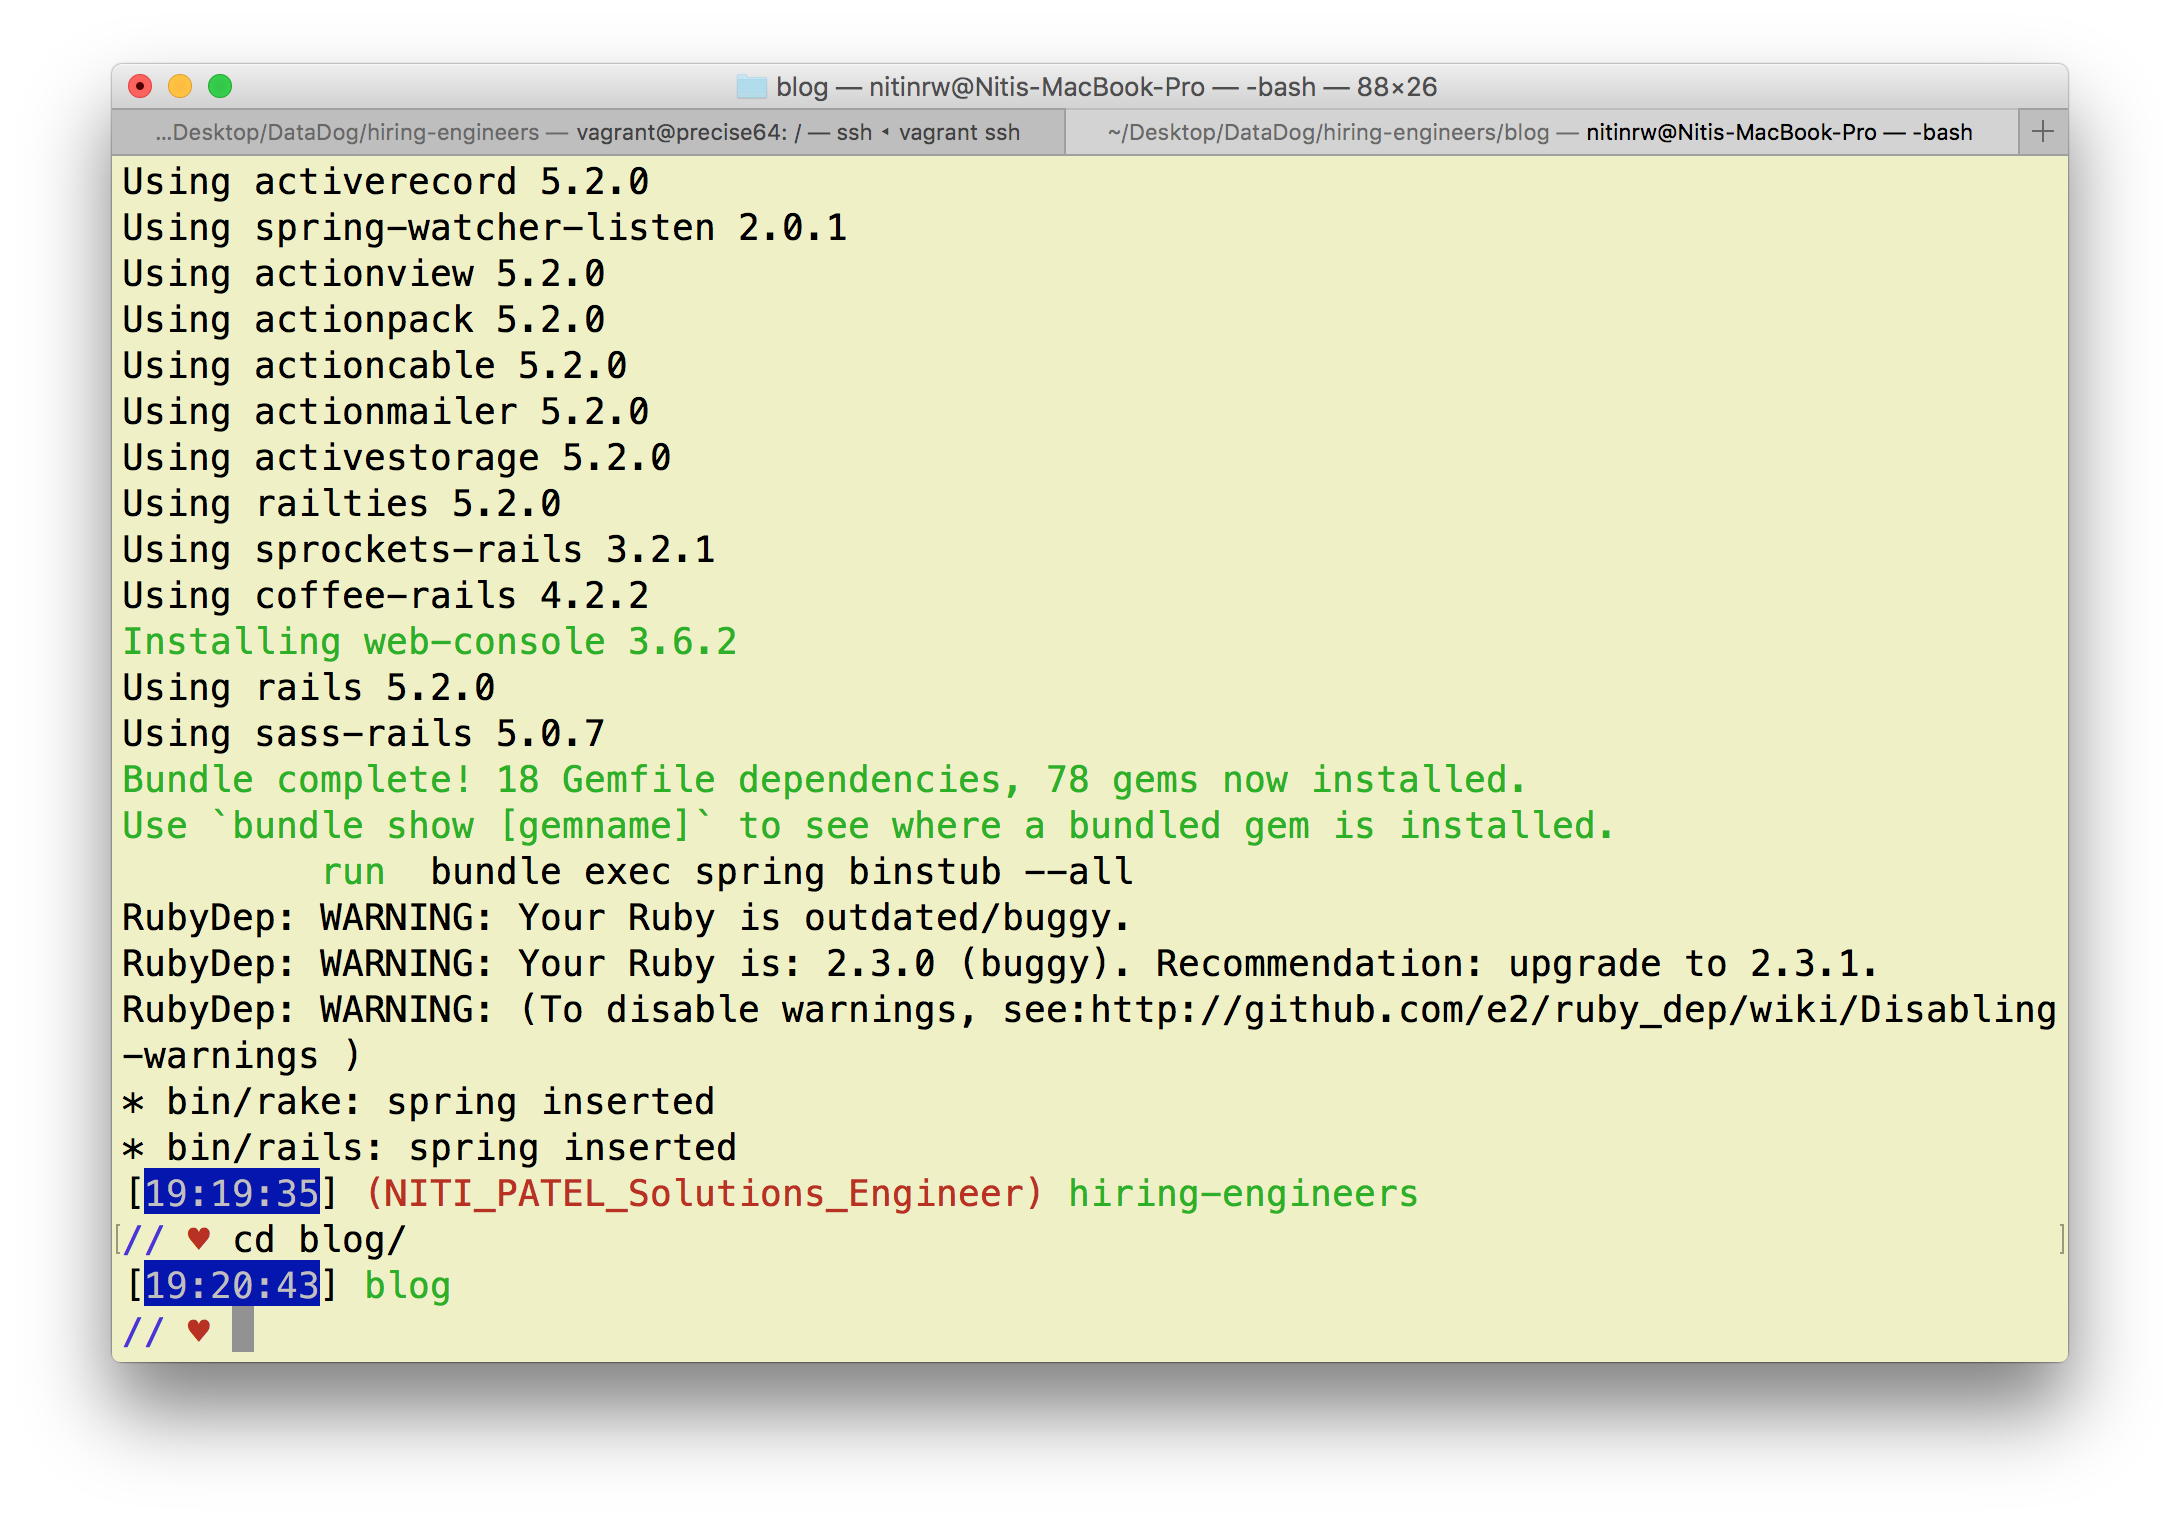 blog — nitinrw@Nitis-MacBook-Pro — -bash — 88×26
...Desktop/DataDog/hiring-engineers — vagrant@precise64: / — ssh ◂ vagrant ssh
~/Desktop/DataDog/hiring-engineers/blog — nitinrw@Nitis-MacBook-Pro — -bash
Using activerecord 5.2.0
Using spring-watcher-listen 2.0.1
Using actionview 5.2.0
Using actionpack 5.2.0
Using actioncable 5.2.0
Using actionmailer 5.2.0
Using activestorage 5.2.0
Using railties 5.2.0
Using sprockets-rails 3.2.1
Using coffee-rails 4.2.2
Installing web-console 3.6.2
Using rails 5.2.0
Using sass-rails 5.0.7
Bundle complete! 18 Gemfile dependencies, 78 gems now installed.
Use `bundle show [gemname]` to see where a bundled gem is installed.
run  bundle exec spring binstub --all
RubyDep: WARNING: Your Ruby is outdated/buggy.
RubyDep: WARNING: Your Ruby is: 2.3.0 (buggy). Recommendation: upgrade to 2.3.1.
RubyDep: WARNING: (To disable warnings, see:http://github.com/e2/ruby_dep/wiki/Disabling
-warnings )
* bin/rake: spring inserted
* bin/rails: spring inserted
[19:19:35] (NITI_PATEL_Solutions_Engineer) hiring-engineers
// ♥ cd blog/
[19:20:43] blog
// ♥